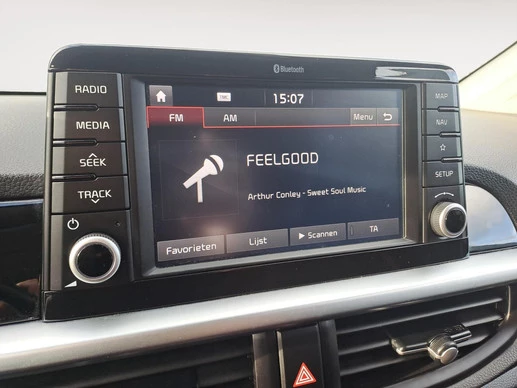 Bluetooth
RADIO
MEDIA
SEEK
TRACK
TMC
15:07
FM
AM
Menu
FEELGOOD
Arthur Conley - Sweet Soul Music
Favorieten
Lijst
Scannen
TA
MAP
NAV
SETUP